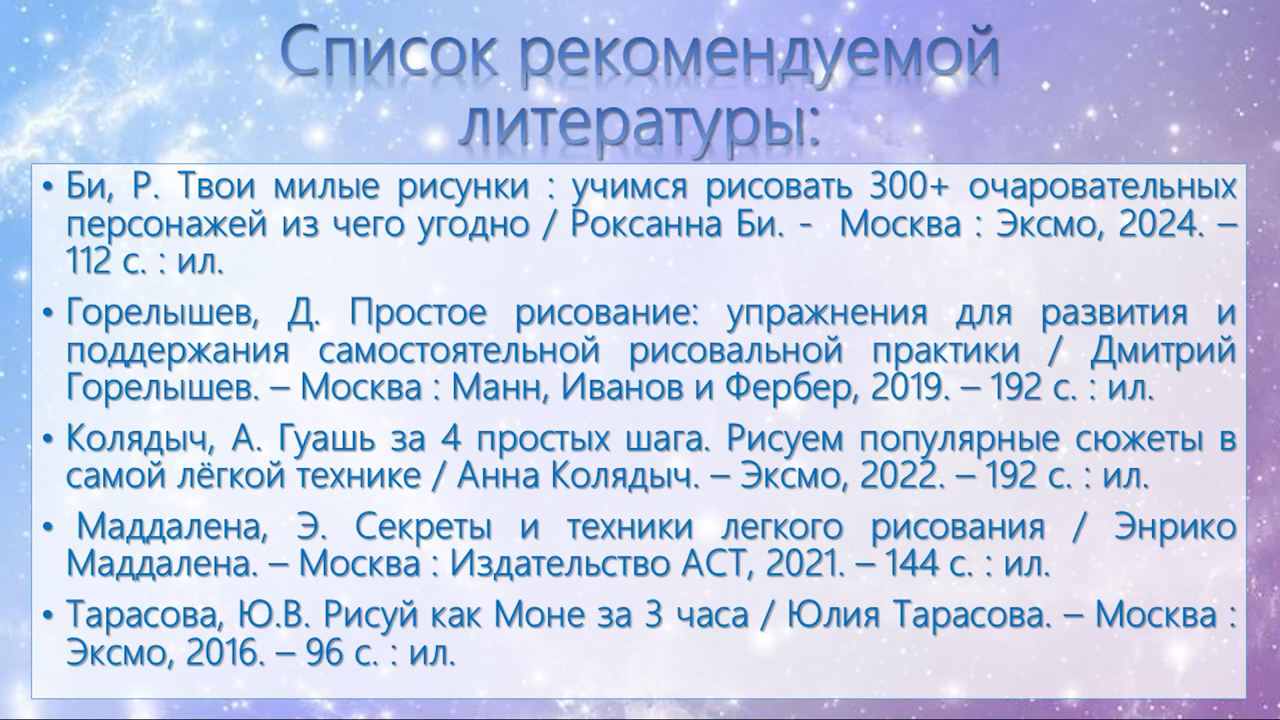 Список рекомендуемой
литературы:
• Би, Р. Твои милые рисунки : учимся рисовать 300+ очаровательных
персонажей из чего угодно / Роксанна Би. - Москва : Эксмо, 2024. –
112 с. : ил.
• Горелышев, Д. Простое рисование: упражнения для развития и
поддержания самостоятельной рисовальной практики / Дмитрий
Горелышев. – Москва : Манн, Иванов и Фербер, 2019. – 192 с. : ил.
• Колядыч, А. Гуашь за 4 простых шага. Рисуем популярные сюжеты в
самой лёгкой технике / Анна Колядыч. – Эксмо, 2022. – 192 с. : ил.
• Маддалена, Э. Секреты и техники легкого рисования / Энрико
Маддалена. – Москва : Издательство АСТ, 2021. – 144 с. : ил.
• Тарасова, Ю.В. Рисуй как Моне за 3 часа / Юлия Тарасова. – Москва :
Эксмо, 2016. – 96 с. : ил.